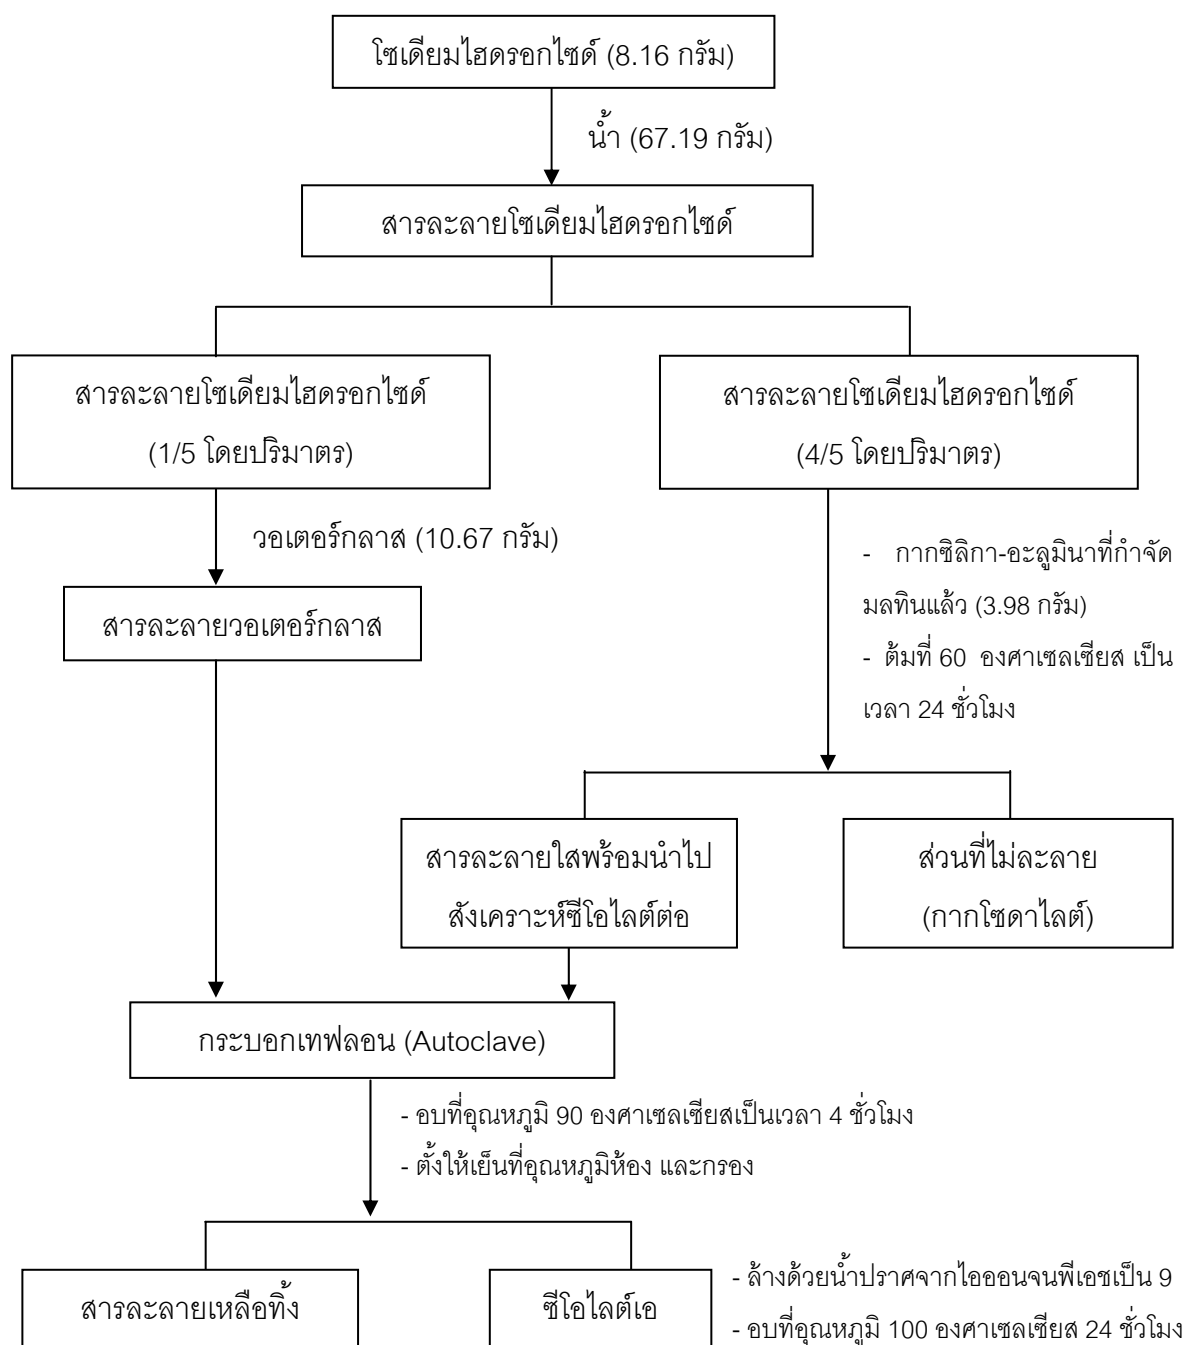 โซเดียมไฮดรอกไซด์ (8.16 กรัม)
น้ำ (67.19 กรัม)
สารละลายโซเดียมไฮดรอกไซด์
สารละลายโซเดียมไฮดรอกไซด์
(1/5 โดยปริมาตร)
สารละลายโซเดียมไฮดรอกไซด์
(4/5 โดยปริมาตร)
วอเตอร์กลาส (10.67 กรัม)
สารละลายวอเตอร์กลาส
- กากซิลิกา-อะลูมินาที่กำจัด
มลทินแล้ว (3.98 กรัม)
- ต้มที่ 60 องศาเซลเซียส เป็น
เวลา 24 ชั่วโมง
สารละลายใสพร้อมนำไป
สังเคราะห์ซีโอไลต์ต่อ
ส่วนที่ไม่ละลาย
(กากโซดาไลต์)
กระบอกเทฟลอน (Autoclave)
- อบที่อุณหภูมิ 90 องศาเซลเซียสเป็นเวลา 4 ชั่วโมง
- ตั้งให้เย็นที่อุณหภูมิห้อง และกรอง
สารละลายเหลือทิ้ง
ซีโอไลต์เอ
- ล้างด้วยน้ำปราศจากไอออนจนพีเอชเป็น 9
- อบที่อุณหภูมิ 100 องศาเซลเซียส 24 ชั่วโมง